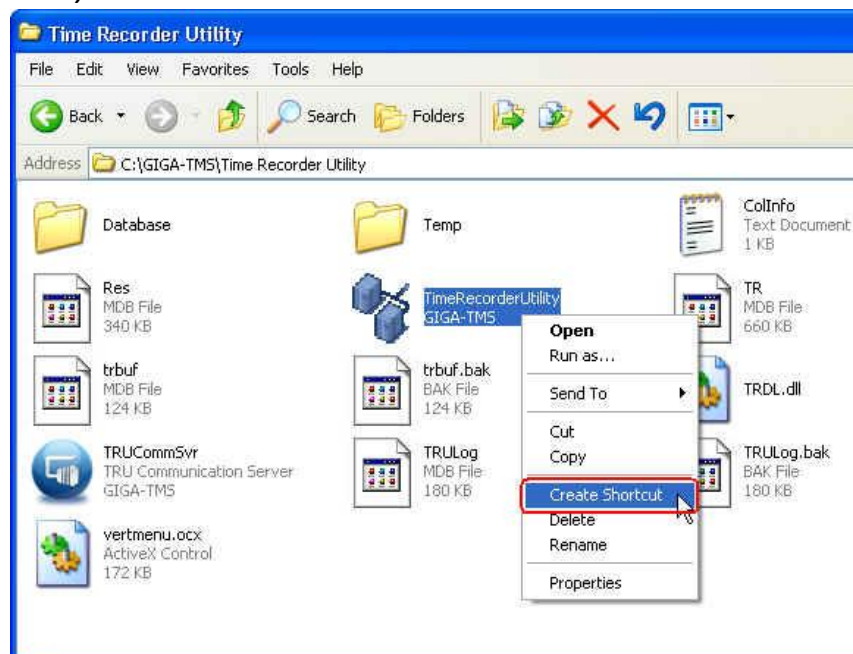 Time Recorder Utility
File Edit View Favorites Tools Help
Back Search Folders
Address C:\GIGA-TMS\Time Recorder Utility
Database
Temp
ColInfo
Text Document
1 KB
Res
MDB File
340 KB
TimeRecorderUtility
GIGA-TMS
TR
MDB File
660 KB
trbuf
MDB File
124 KB
trbuf.bak
BAK File
124 KB
TRDL.dll
TRUCommSvr
TRU Communication Server
GIGA-TMS
TRULog
MDB File
180 KB
TRULog.bak
BAK File
180 KB
vertmenu.ocx
ActiveX Control
172 KB
Open
Run as...
Send To
Cut
Copy
Create Shortcut
Delete
Rename
Properties